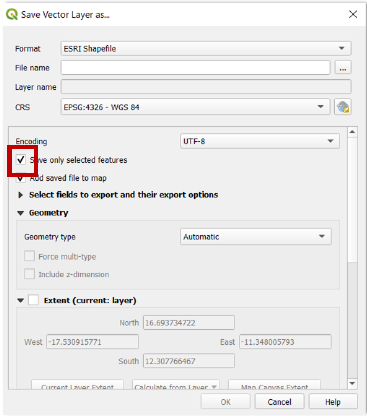 Save Vector Layer as...
Format ESRI Shapefile
File name ...
Layer name
CRS EPSG:4326 - WGS 84
Encoding UTF-8
Save only selected features
Add saved file to map
Select fields to export and their export options
Geometry
Geometry type Automatic
Force multi-type
Include z-dimension
Extent (current: layer)
North 16.693734722
West -17.530915771 East -11.348005793
South 12.307766467
Current Layer Extent Calculate from Layer Map Canvas Extent
OK Cancel Help